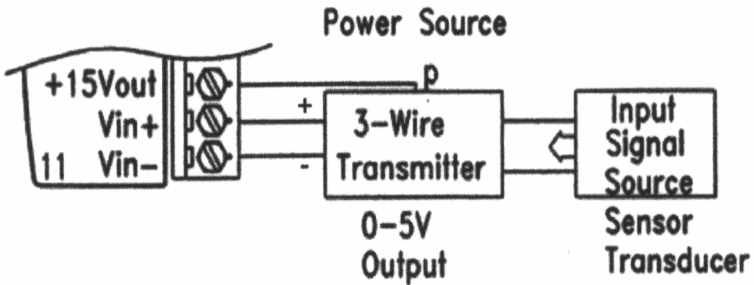 Power Source
+15Vout
Vin+
11 Vin-
p
+
-
3-Wire
Transmitter
0-5V
Output
Input
Signal
Source
Sensor
Transducer